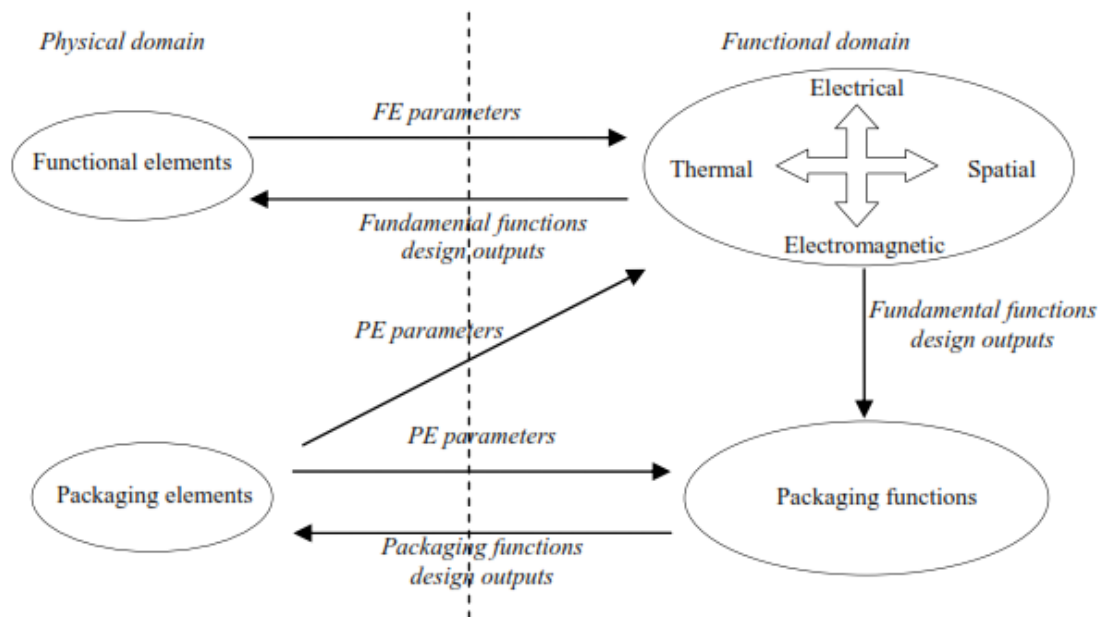 Physical domain
Functional domain
Electrical
FE parameters
Functional elements
Thermal
Spatial
Fundamental functions
design outputs
Electromagnetic
PE parameters
Fundamental functions
design outputs
PE parameters
Packaging elements
Packaging functions
Packaging functions
design outputs